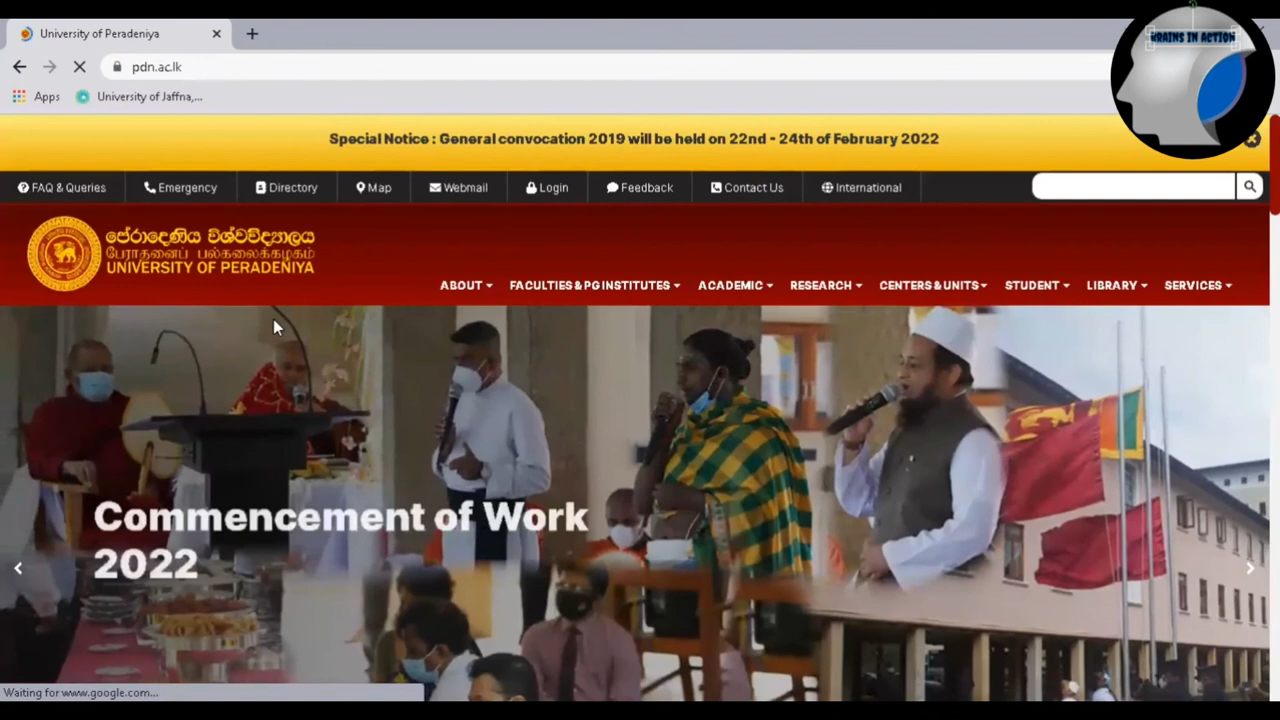 University of Peradeniya
BRAINS IN ACTION
pdn.ac.lk
Apps University of Jaffna,...
Special Notice : General convocation 2019 will be held on 22nd - 24th of February 2022
FAQ & Queries Emergency Directory Map Webmail Login Feedback Contact Us International
පේරාදෙණිය විශ්වවිද්‍යාලය
பேராதனைப் பல்கலைக்கழகம்
UNIVERSITY OF PERADENIYA
ABOUT FACULTIES & PG INSTITUTES ACADEMIC RESEARCH CENTERS & UNITS STUDENT LIBRARY SERVICES
Commencement of Work
2022
Waiting for www.google.com...